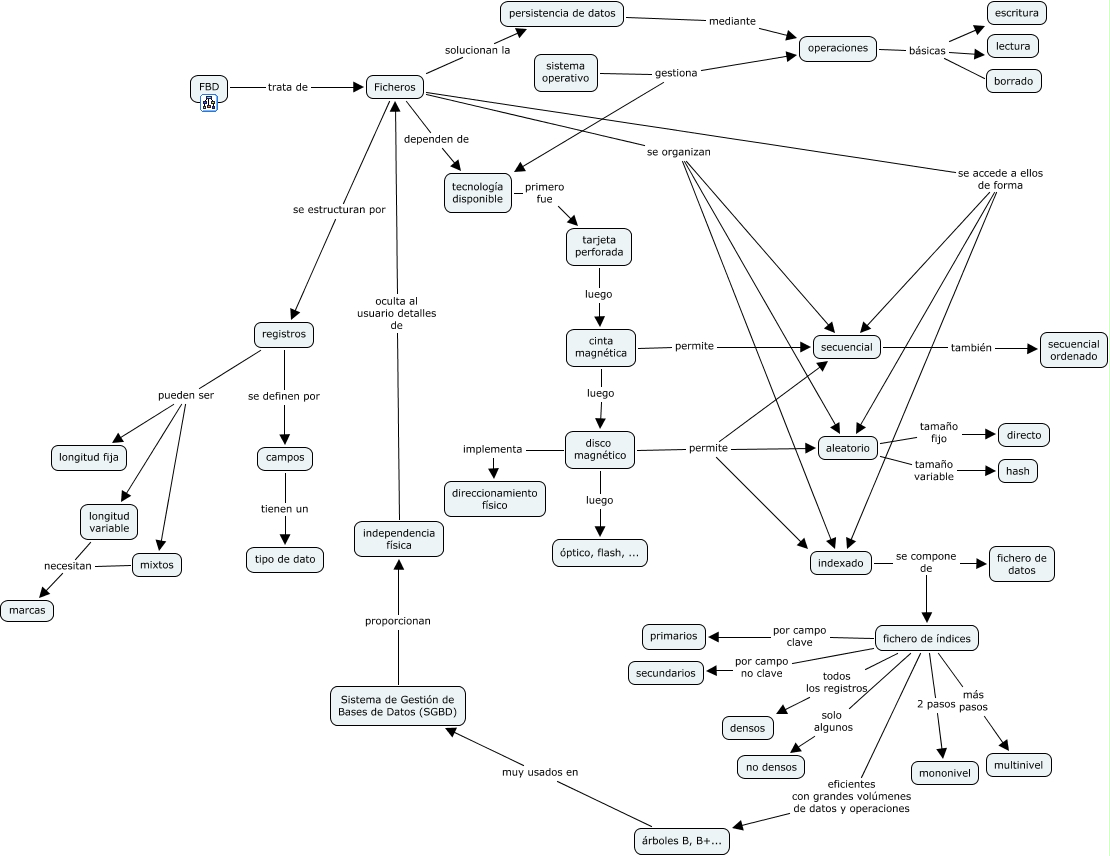 persistencia de datos
mediante
escritura
solucionan la
operaciones
básicas
lectura
borrado
sistema
operativo
gestiona
FBD
trata de
Ficheros
dependen de
se organizan
se accede a ellos
de forma
tecnología
disponible
primero
fue
se estructuran por
tarjeta
perforada
luego
oculta al
usuario detalles
de
registros
cinta
magnética
permite
secuencial
también
secuencial
ordenado
pueden ser
se definen por
luego
longitud fija
campos
implementa
disco
magnético
permite
aleatorio
tamaño
fijo
directo
tamaño
variable
hash
direccionamiento
físico
luego
longitud
variable
tienen un
independencia
física
óptico, flash, ...
indexado
se compone
de
fichero de
datos
necesitan
mixtos
tipo de dato
marcas
proporcionan
primarios
por campo
clave
fichero de índices
secundarios
por campo
no clave
todos
los registros
2 pasos
más
pasos
Sistema de Gestión de
Bases de Datos (SGBD)
densos
solo
algunos
no densos
mononivel
multinivel
muy usados en
eficientes
con grandes volúmenes
de datos y operaciones
árboles B, B+...